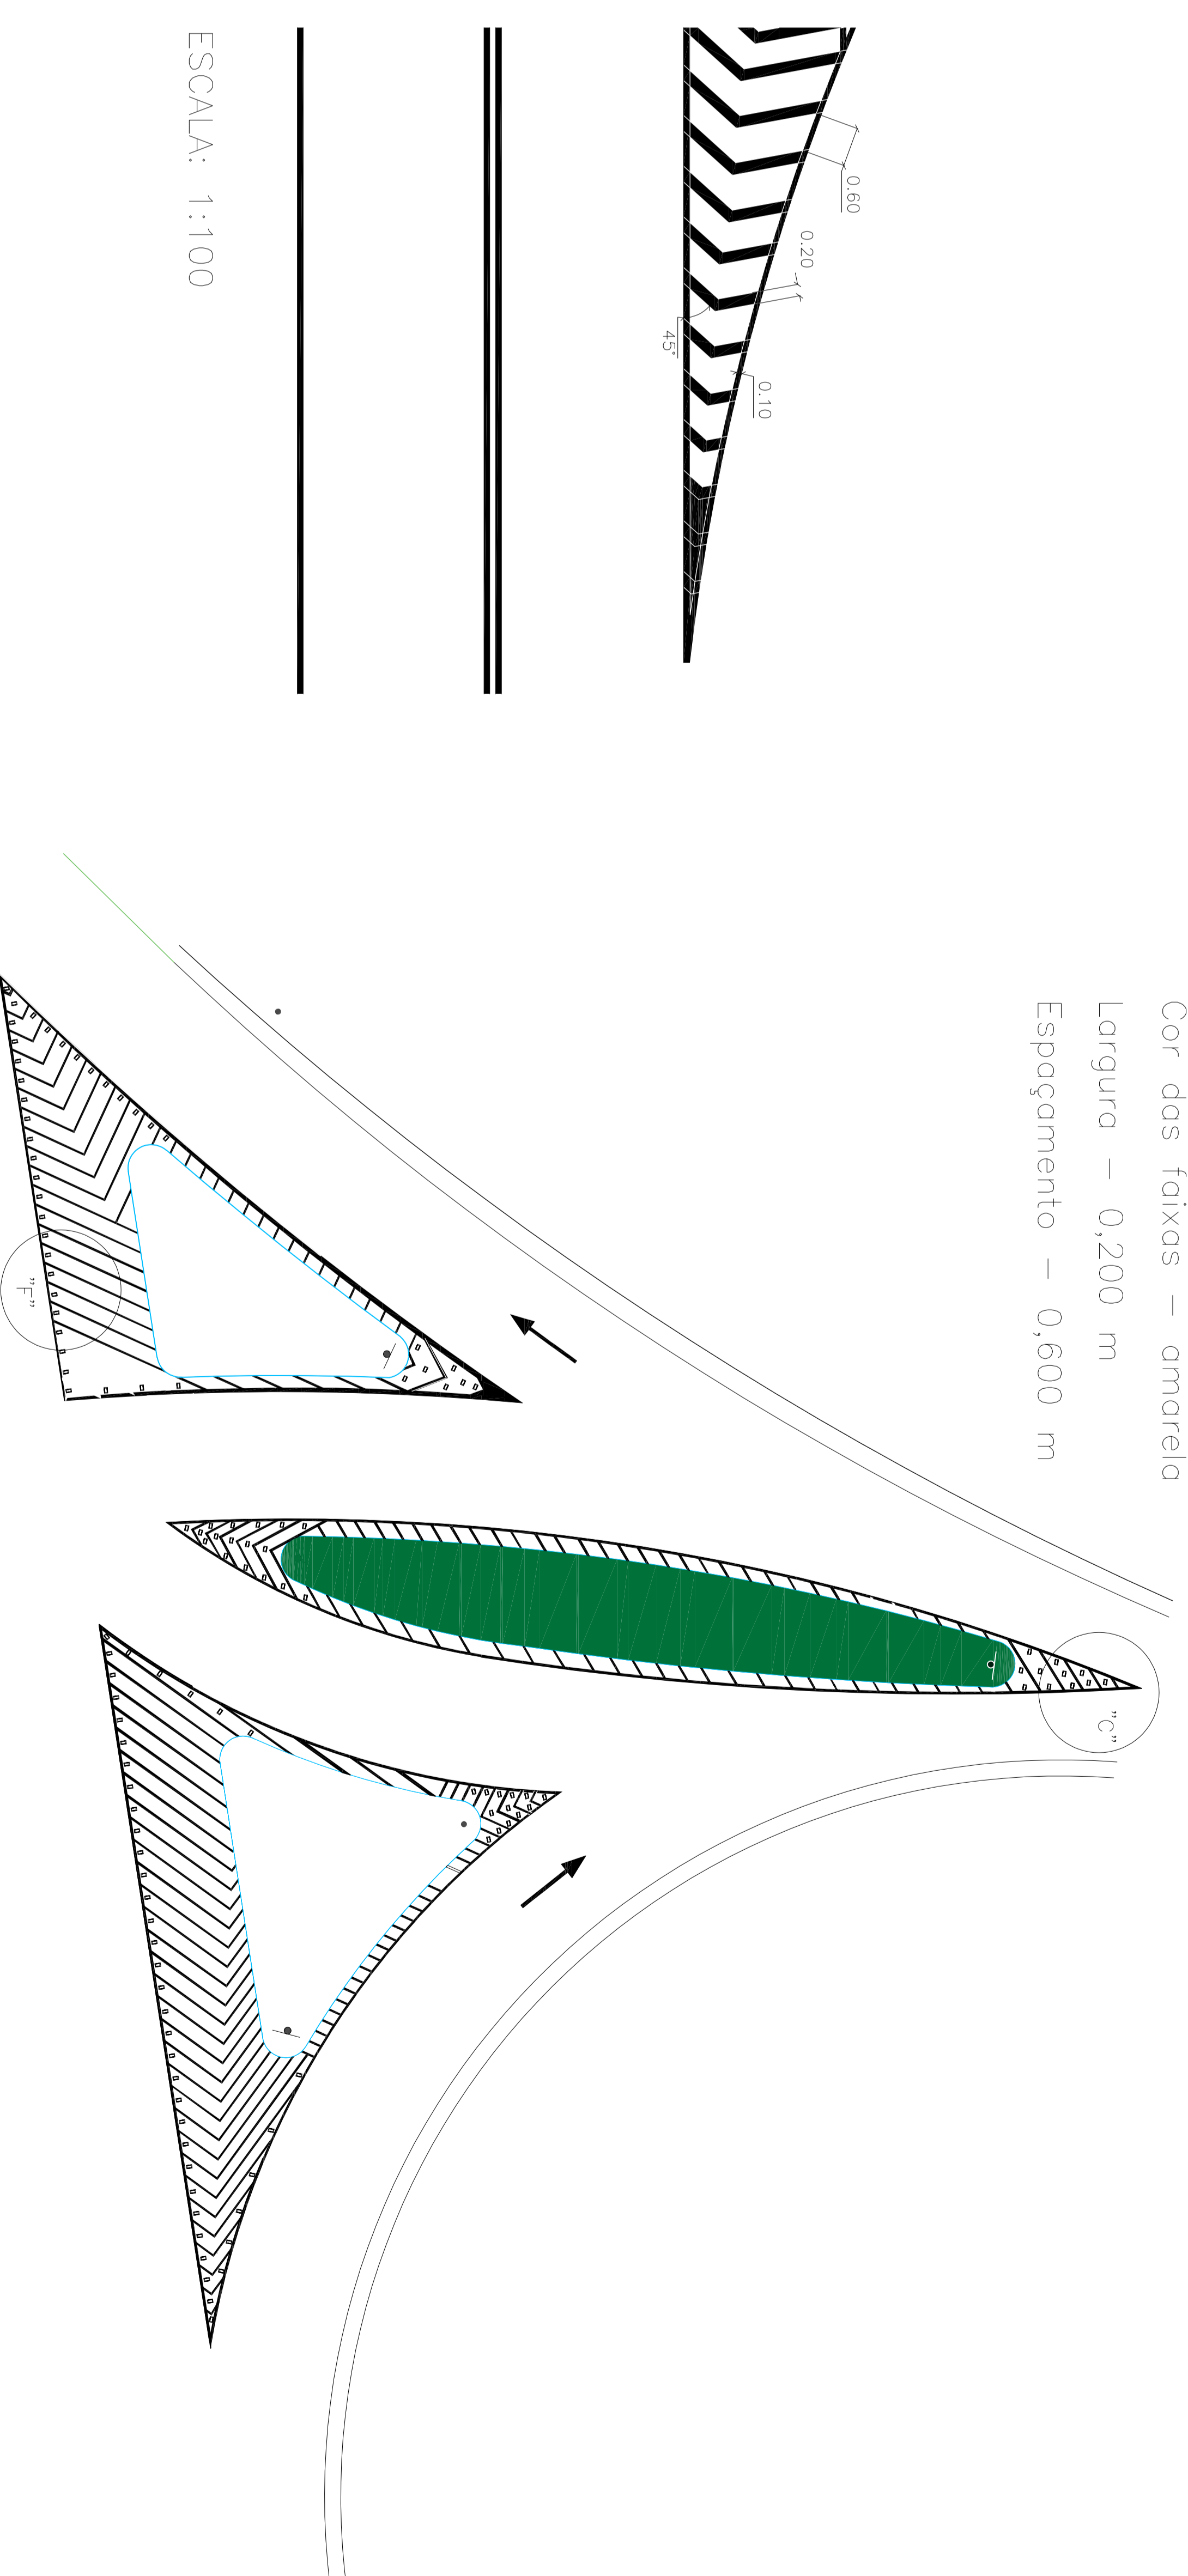 ESCALA: 1:100
0.60
0.20
45°
0.10
Cor das faixas – amarela
Largura – 0,200 m
Espaçamento – 0,600 m
"F"
"C"